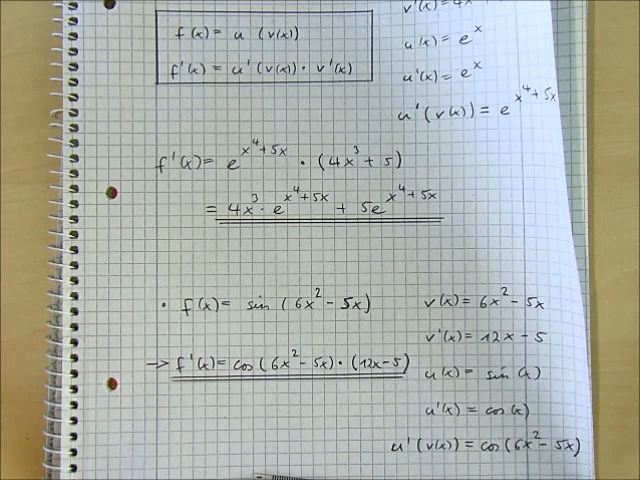 f(x) = u (v(x))
f'(x) = u'(v(x)) · v'(x)
v'(x) = 4x
u(x) = e^x
u'(x) = e^x
u'(v(x)) = e^(x^4+5x)
f'(x) = e^(x^4+5x) · (4x^3 + 5)
= 4x^3 · e^(x^4+5x) + 5e^(x^4+5x)
· f(x) = sin (6x^2 - 5x)
-> f'(x) = cos(6x^2 - 5x) · (12x - 5)
v(x) = 6x^2 - 5x
v'(x) = 12x - 5
u(x) = sin(x)
u'(x) = cos(x)
u'(v(x)) = cos(6x^2 - 5x)